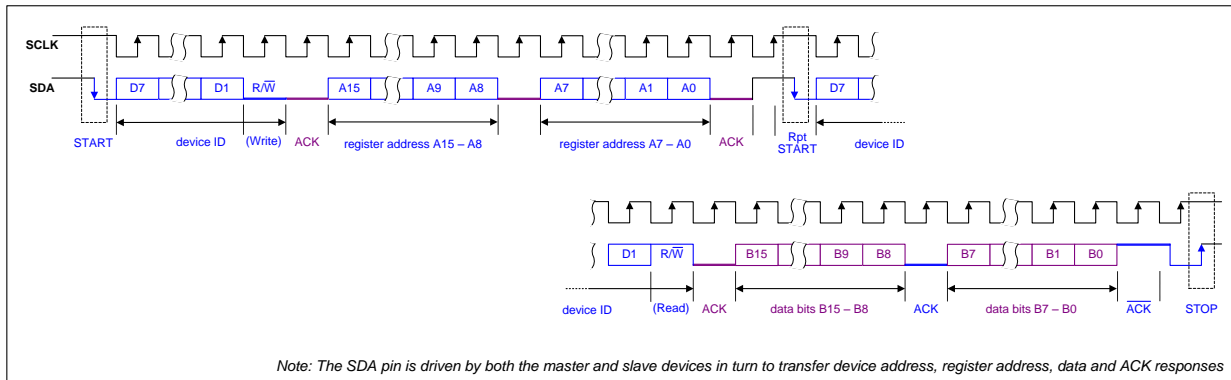 SCLK
SDA D7 D1 R/W̅ A15 A9 A8 A7 A1 A0 D7
START device ID (Write) ACK register address A15 – A8 register address A7 – A0 ACK Rpt START device ID
D1 R/W̅ B15 B9 B8 B7 B1 B0
device ID (Read) ACK data bits B15 – B8 ACK data bits B7 – B0 A̅C̅K̅ STOP
Note: The SDA pin is driven by both the master and slave devices in turn to transfer device address, register address, data and ACK responses